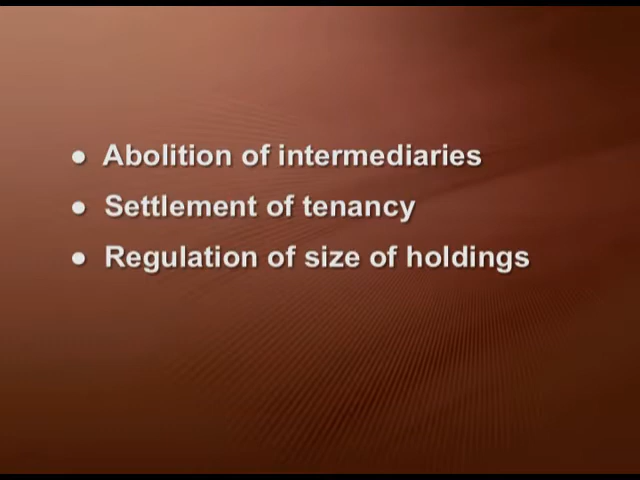 ● Abolition of intermediaries
● Settlement of tenancy
● Regulation of size of holdings